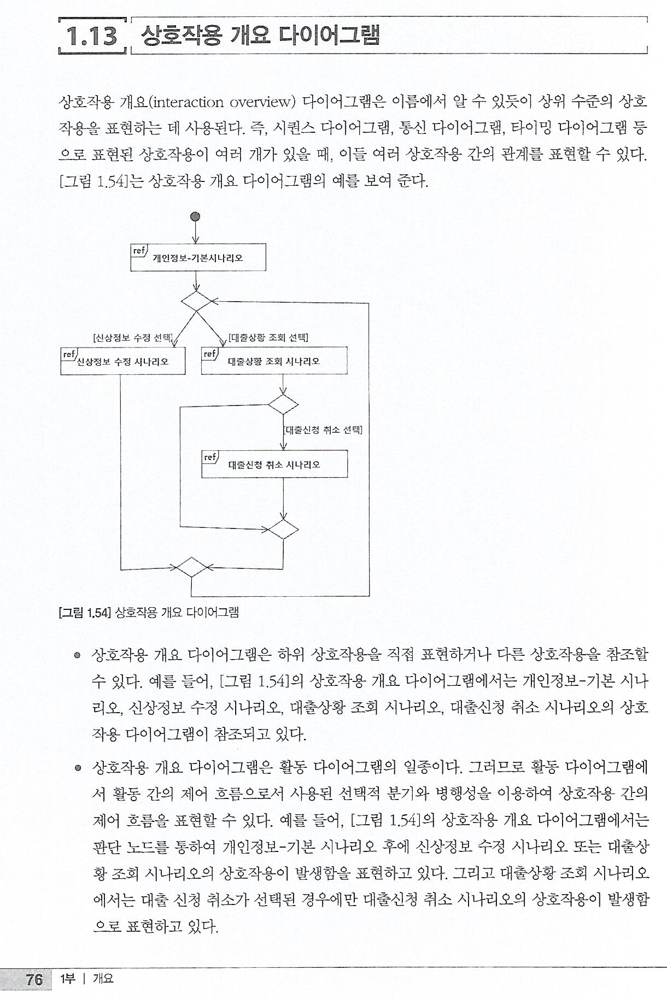 1.13 상호작용 개요 다이어그램
상호작용 개요(interaction overview) 다이어그램은 이름에서 알 수 있듯이 상위 수준의 상호
작용을 표현하는 데 사용된다. 즉, 시퀀스 다이어그램, 통신 다이어그램, 타이밍 다이어그램 등
으로 표현된 상호작용이 여러 개가 있을 때, 이들 여러 상호작용 간의 관계를 표현할 수 있다.
[그림 1.54]는 상호작용 개요 다이어그램의 예를 보여 준다.
ref
개인정보-기본시나리오
[신상정보 수정 선택]
[대출상황 조회 선택]
ref
신상정보 수정 시나리오
ref
대출상황 조회 시나리오
[대출신청 취소 선택]
ref
대출신청 취소 시나리오
[그림 1.54] 상호작용 개요 다이어그램
• 상호작용 개요 다이어그램은 하위 상호작용을 직접 표현하거나 다른 상호작용을 참조할
수 있다. 예를 들어, [그림 1.54]의 상호작용 개요 다이어그램에서는 개인정보-기본 시나
리오, 신상정보 수정 시나리오, 대출상황 조회 시나리오, 대출신청 취소 시나리오의 상호
작용 다이어그램이 참조되고 있다.
• 상호작용 개요 다이어그램은 활동 다이어그램의 일종이다. 그러므로 활동 다이어그램에
서 활동 간의 제어 흐름으로서 사용된 선택적 분기와 병행성을 이용하여 상호작용 간의
제어 흐름을 표현할 수 있다. 예를 들어, [그림 1.54]의 상호작용 개요 다이어그램에서는
판단 노드를 통하여 개인정보-기본 시나리오 후에 신상정보 수정 시나리오 또는 대출상
황 조회 시나리오의 상호작용이 발생함을 표현하고 있다. 그리고 대출상황 조회 시나리오
에서는 대출 신청 취소가 선택된 경우에만 대출신청 취소 시나리오의 상호작용이 발생함
으로 표현하고 있다.
76 1부 | 개요